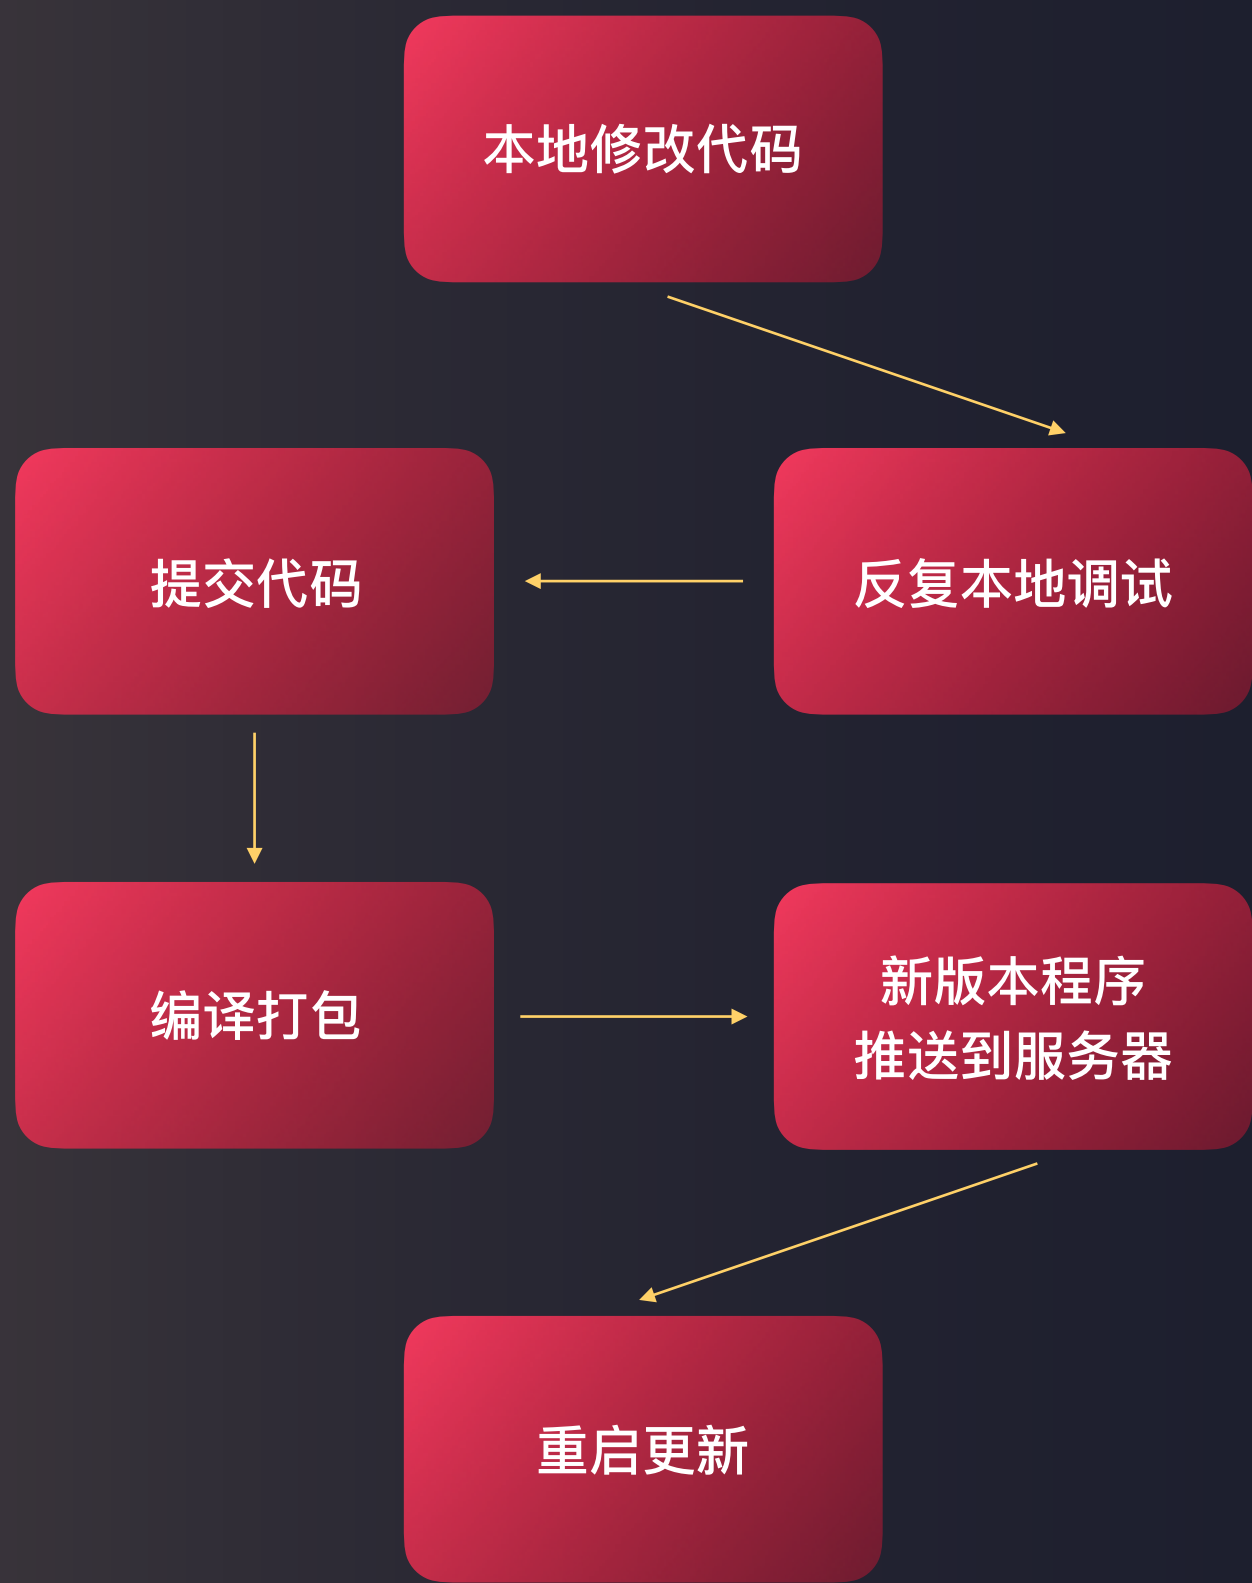 本地修改代码
反复本地调试
提交代码
编译打包
新版本程序
推送到服务器
重启更新